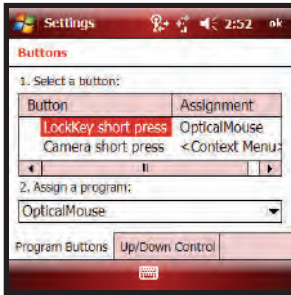 Settings 2:52 ok
Buttons
1. Select a button:
Button Assignment
LockKey short press OpticalMouse
Camera short press <Context Menu>
2. Assign a program:
OpticalMouse
Program Buttons Up/Down Control